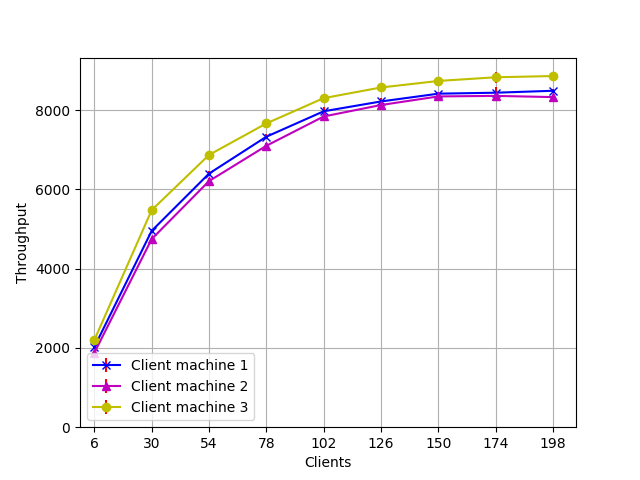 8000
6000
4000
2000
0
Throughput
Client machine 1
Client machine 2
Client machine 3
6 30 54 78 102 126 150 174 198
Clients